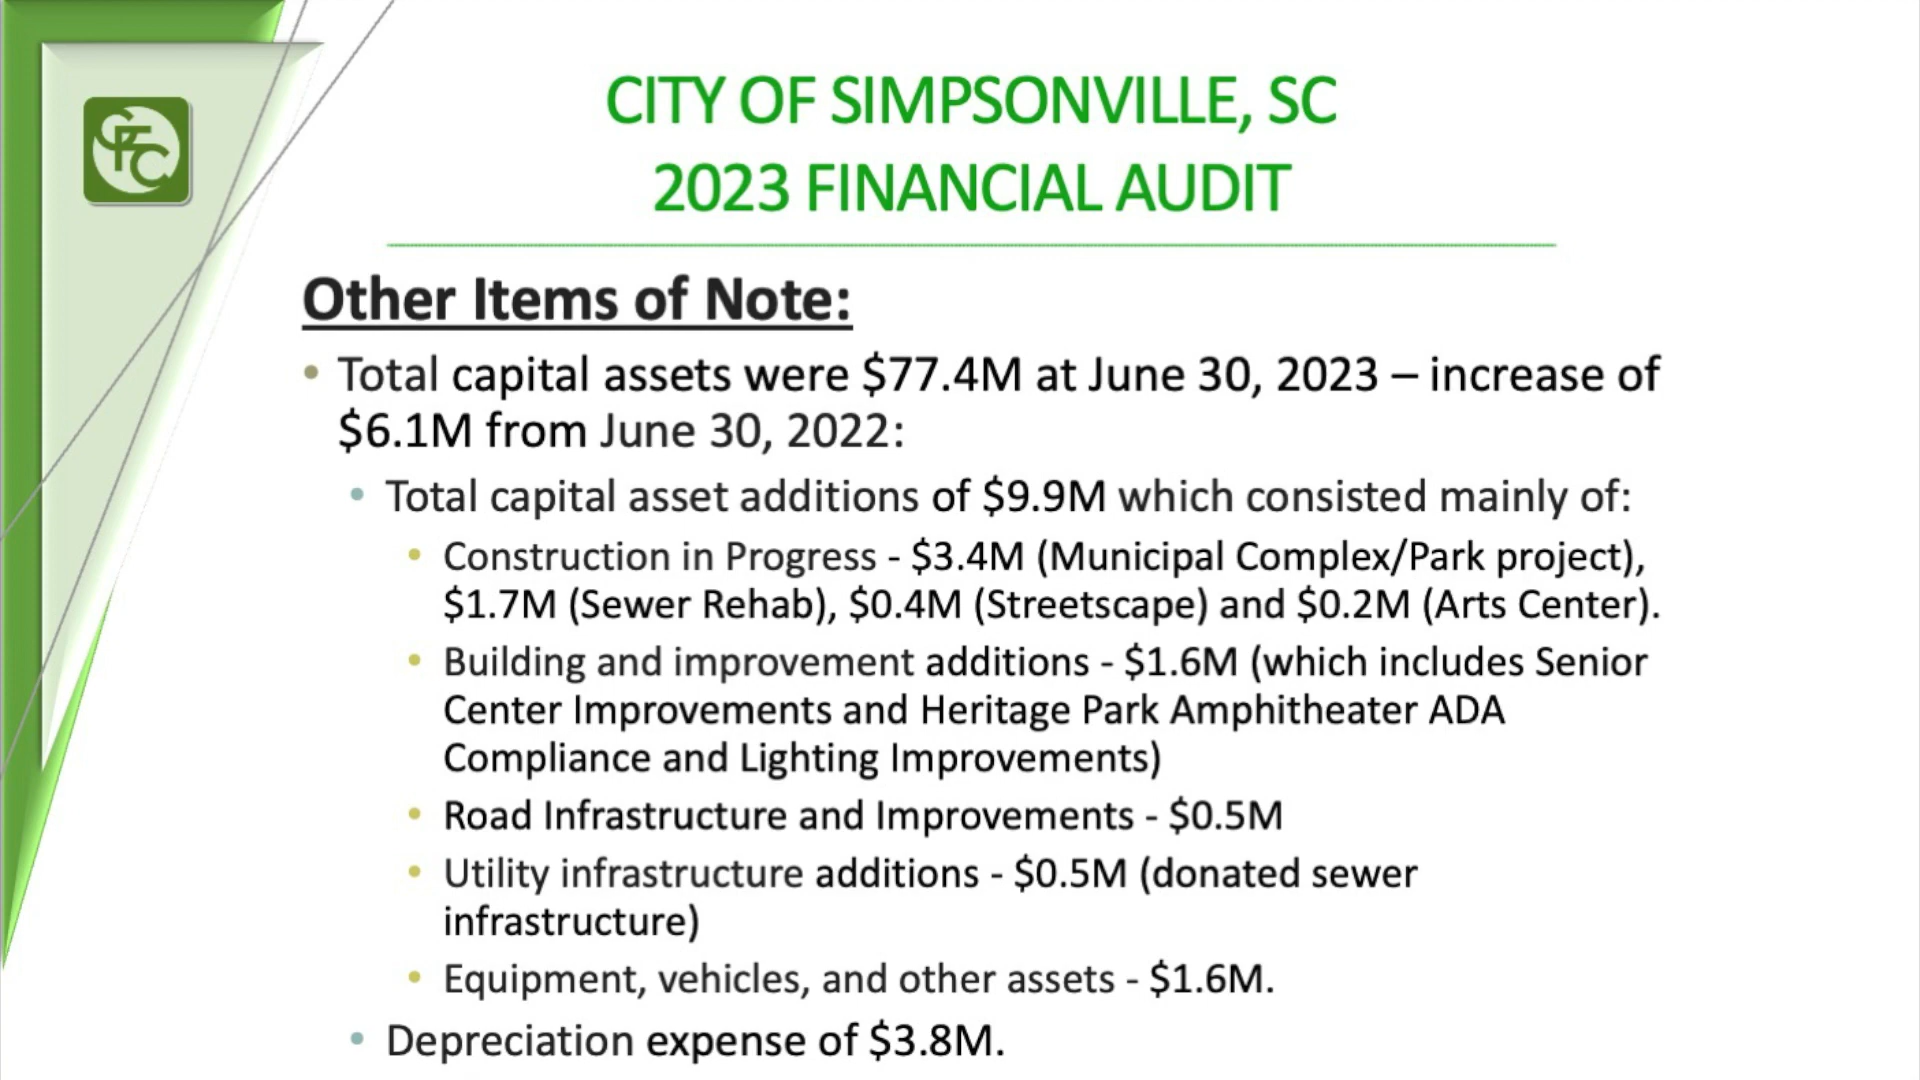 GFC
CITY OF SIMPSONVILLE, SC
2023 FINANCIAL AUDIT
Other Items of Note:
• Total capital assets were $77.4M at June 30, 2023 – increase of
$6.1M from June 30, 2022:
• Total capital asset additions of $9.9M which consisted mainly of:
• Construction in Progress - $3.4M (Municipal Complex/Park project),
$1.7M (Sewer Rehab), $0.4M (Streetscape) and $0.2M (Arts Center).
• Building and improvement additions - $1.6M (which includes Senior
Center Improvements and Heritage Park Amphitheater ADA
Compliance and Lighting Improvements)
• Road Infrastructure and Improvements - $0.5M
• Utility infrastructure additions - $0.5M (donated sewer
infrastructure)
• Equipment, vehicles, and other assets - $1.6M.
• Depreciation expense of $3.8M.